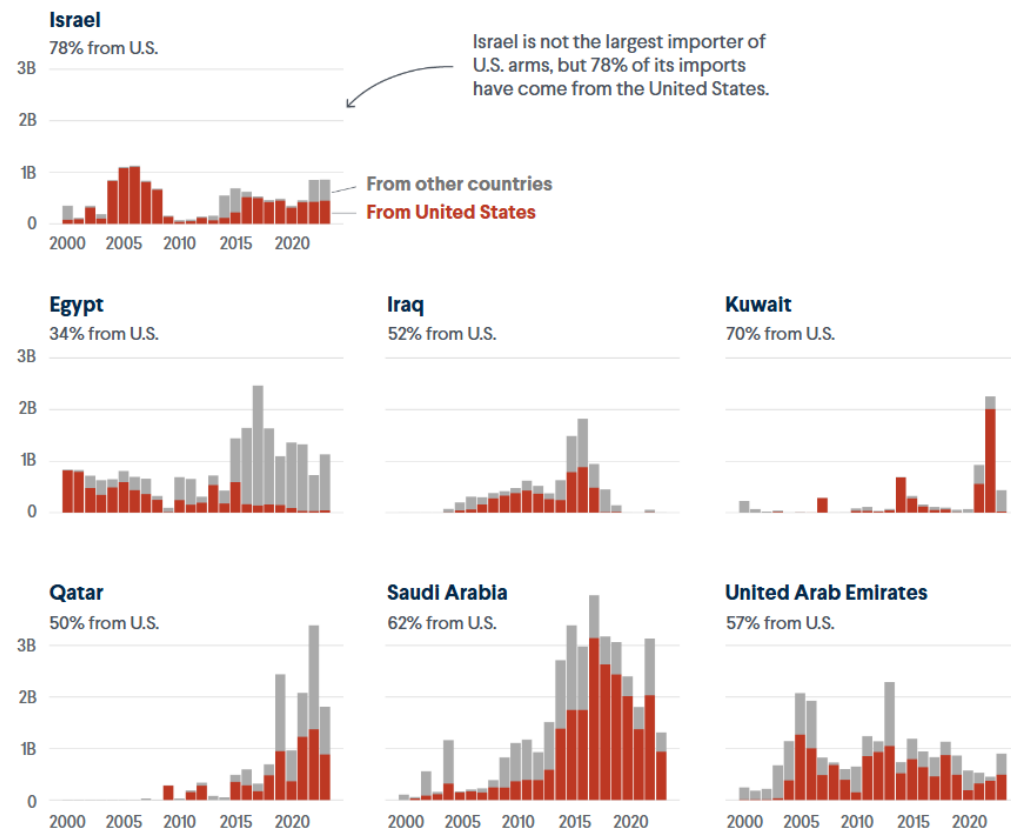 Israel
78% from U.S.
Israel is not the largest importer of
U.S. arms, but 78% of its imports
have come from the United States.
3B
2B
1B
0
From other countries
From United States
2000 2005 2010 2015 2020
Egypt
34% from U.S.
Iraq
52% from U.S.
Kuwait
70% from U.S.
3B
2B
1B
0
Qatar
50% from U.S.
Saudi Arabia
62% from U.S.
United Arab Emirates
57% from U.S.
3B
2B
1B
0
2000 2005 2010 2015 2020
2000 2005 2010 2015 2020
2000 2005 2010 2015 2020